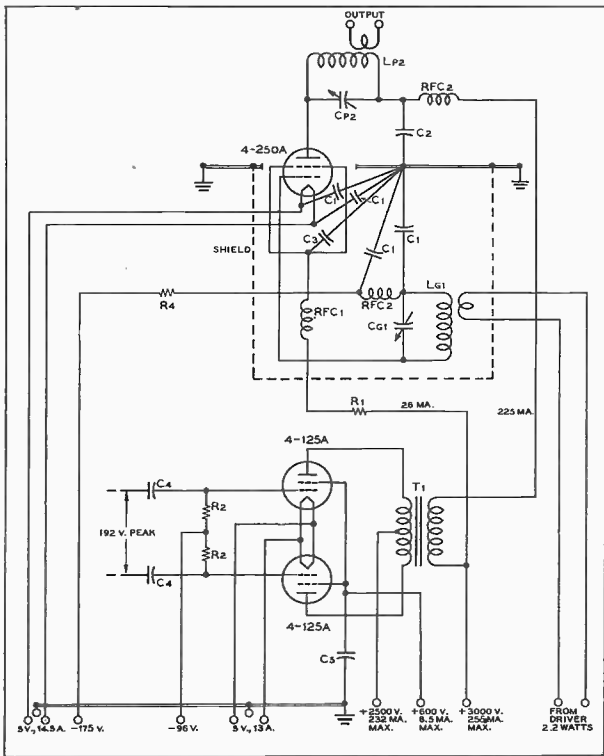 OUTPUT
LP2
RFC2
CP2
C2
4-250A
C1
C1
C3
C1
C1
SHIELD
LG1
R4
RFC2
RFC1
CG1
R1
26 MA.
225 MA.
4-125A
C4
T1
R2
192 V. PEAK
R2
C4
4-125A
C5
5V., 14.5 A.
-175 V.
-96 V.
5 V., 13 A.
+2500 V.
232 MA.
MAX.
+600 V.
8.5 MA.
MAX.
+3000 V.
255 MA.
MAX.
FROM
DRIVER
2.2 WATTS